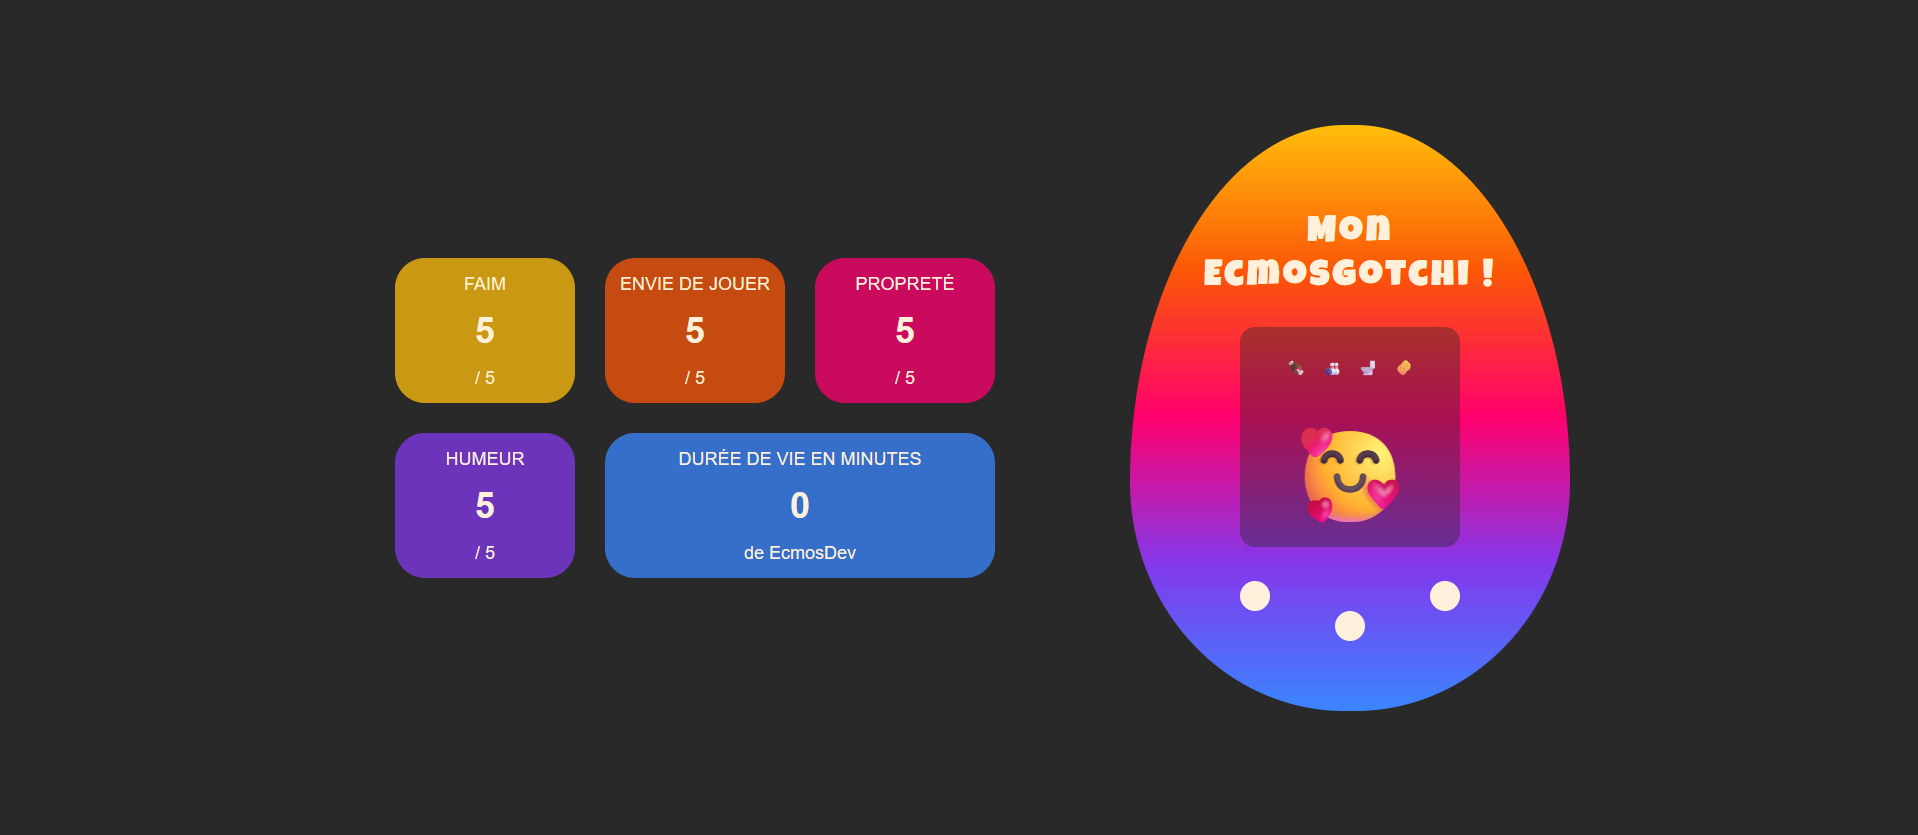 FAIM
5
/ 5
ENVIE DE JOUER
5
/ 5
PROPRETÉ
5
/ 5
HUMEUR
5
/ 5
DURÉE DE VIE EN MINUTES
0
de EcmosDev
Mon
Ecmosgotchi !